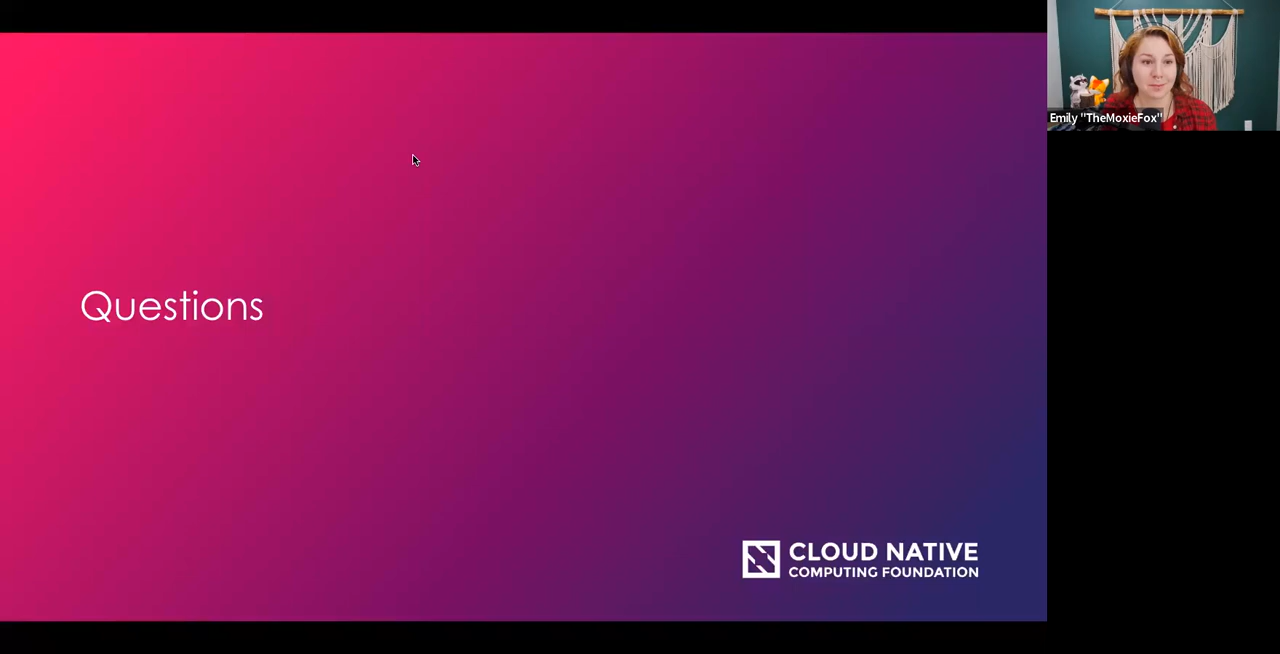 Emily "TheMoxieFox"
Questions
CLOUD NATIVE
COMPUTING FOUNDATION